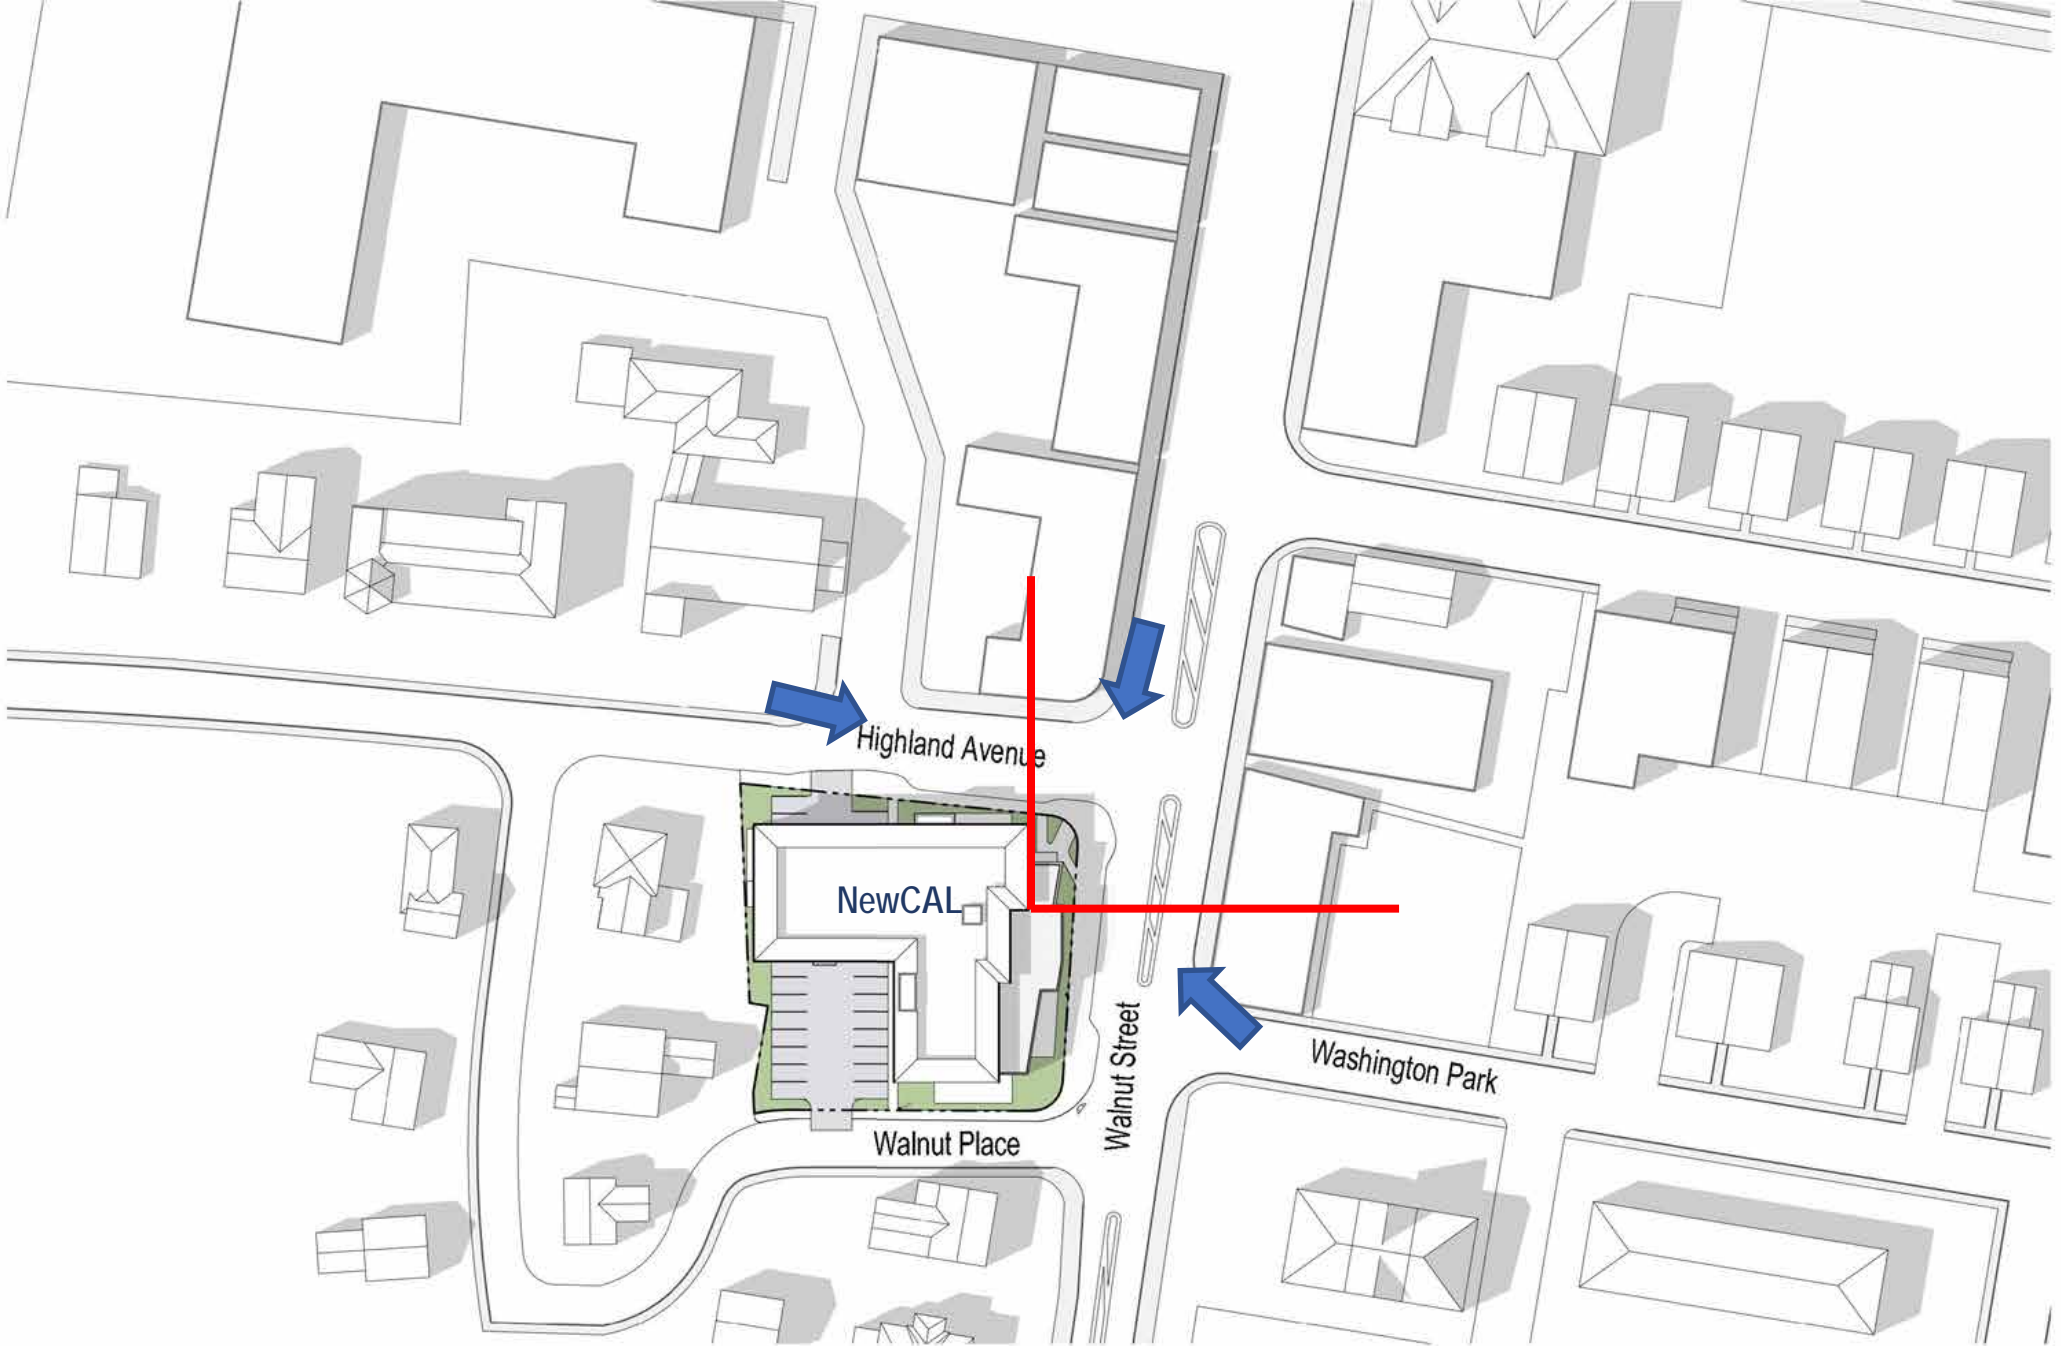 Highland Avenue
NewCAL
Walnut Street
Washington Park
Walnut Place